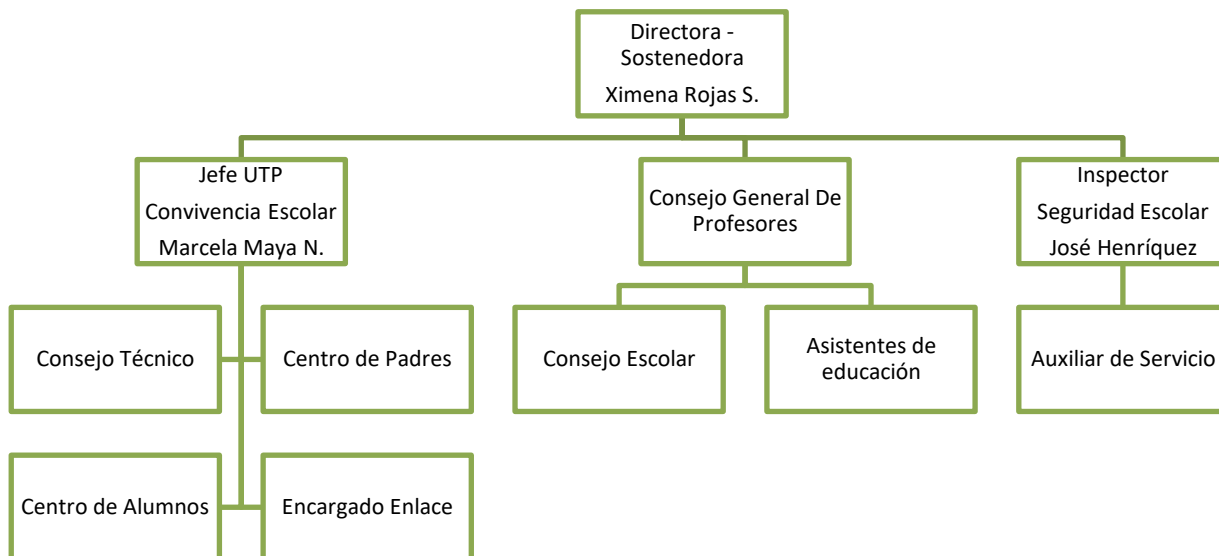 Directora -
Sostenedora
Ximena Rojas S.
Jefe UTP
Convivencia Escolar
Marcela Maya N.
Consejo General De
Profesores
Inspector
Seguridad Escolar
José Henríquez
Consejo Técnico
Centro de Padres
Consejo Escolar
Asistentes de
educación
Auxiliar de Servicio
Centro de Alumnos
Encargado Enlace